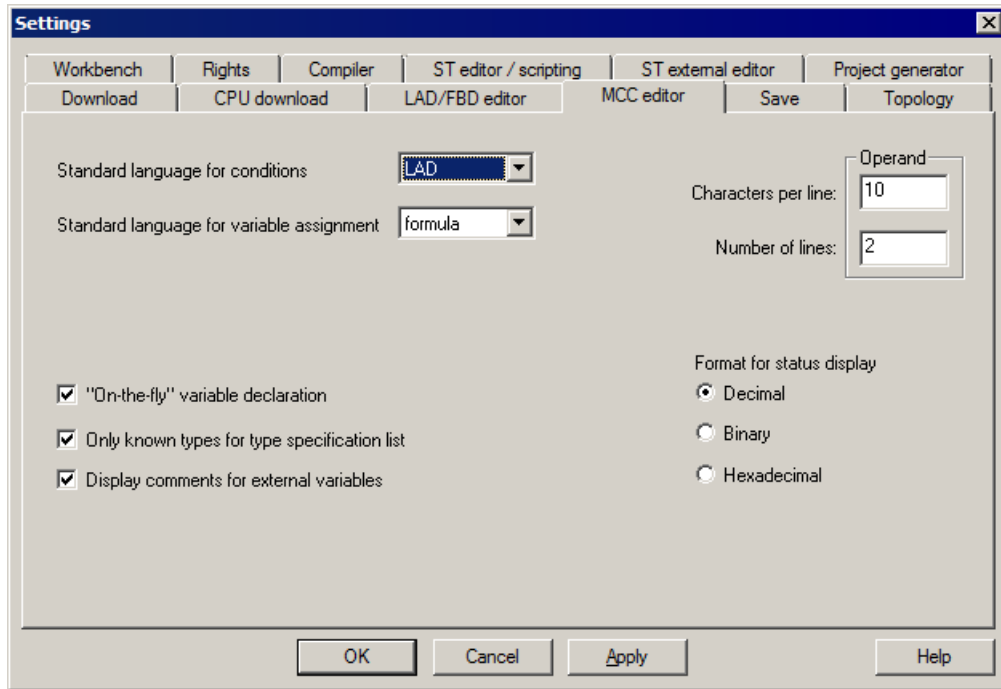 Settings
Workbench Rights Compiler ST editor / scripting ST external editor Project generator
Download CPU download LAD/FBD editor MCC editor Save Topology
Standard language for conditions LAD
Standard language for variable assignment formula
Operand
Characters per line: 10
Number of lines: 2
Format for status display
"On-the-fly" variable declaration Decimal
Only known types for type specification list Binary
Display comments for external variables Hexadecimal
OK Cancel Apply Help